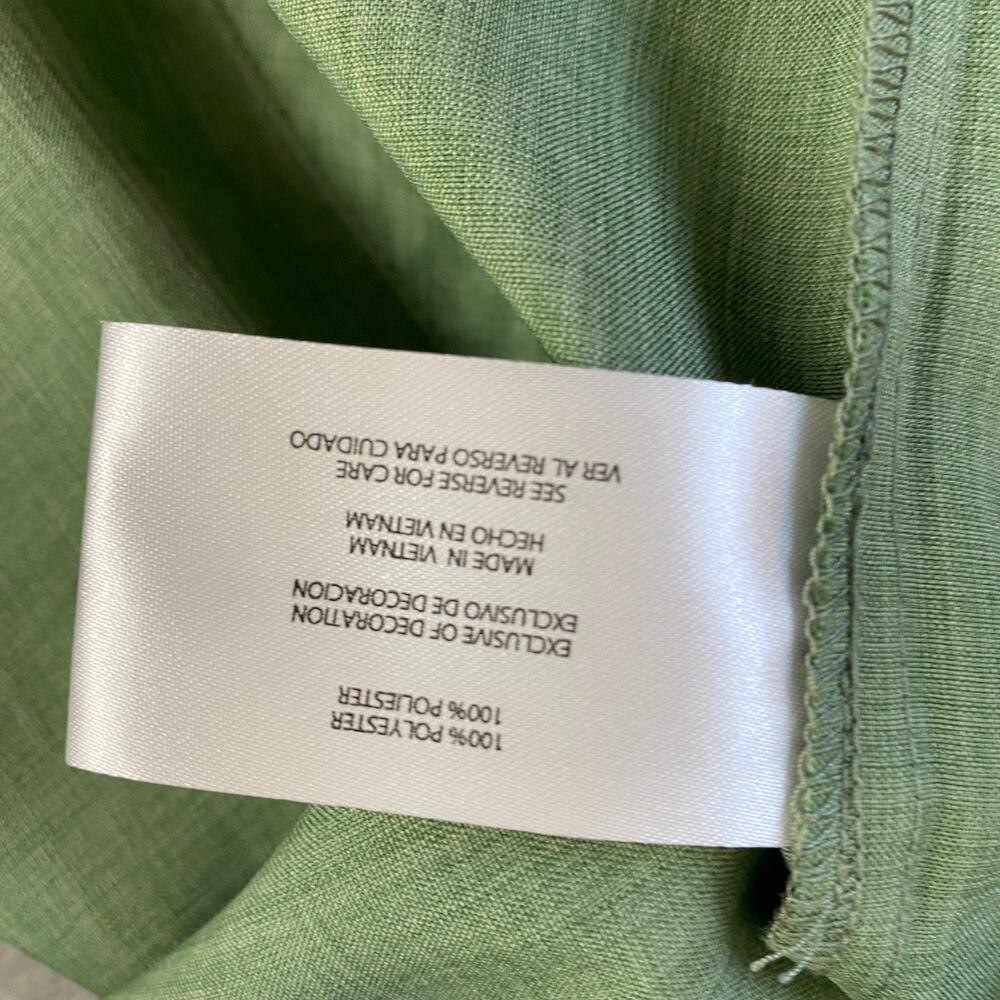 100% POLYESTER
100% POLIESTER
EXCLUSIVE OF DECORATION
EXCLUSIVO DE DECORACION
MADE IN VIETNAM
HECHO EN VIETNAM
SEE REVERSE FOR CARE
VER AL REVERSO PARA CUIDADO